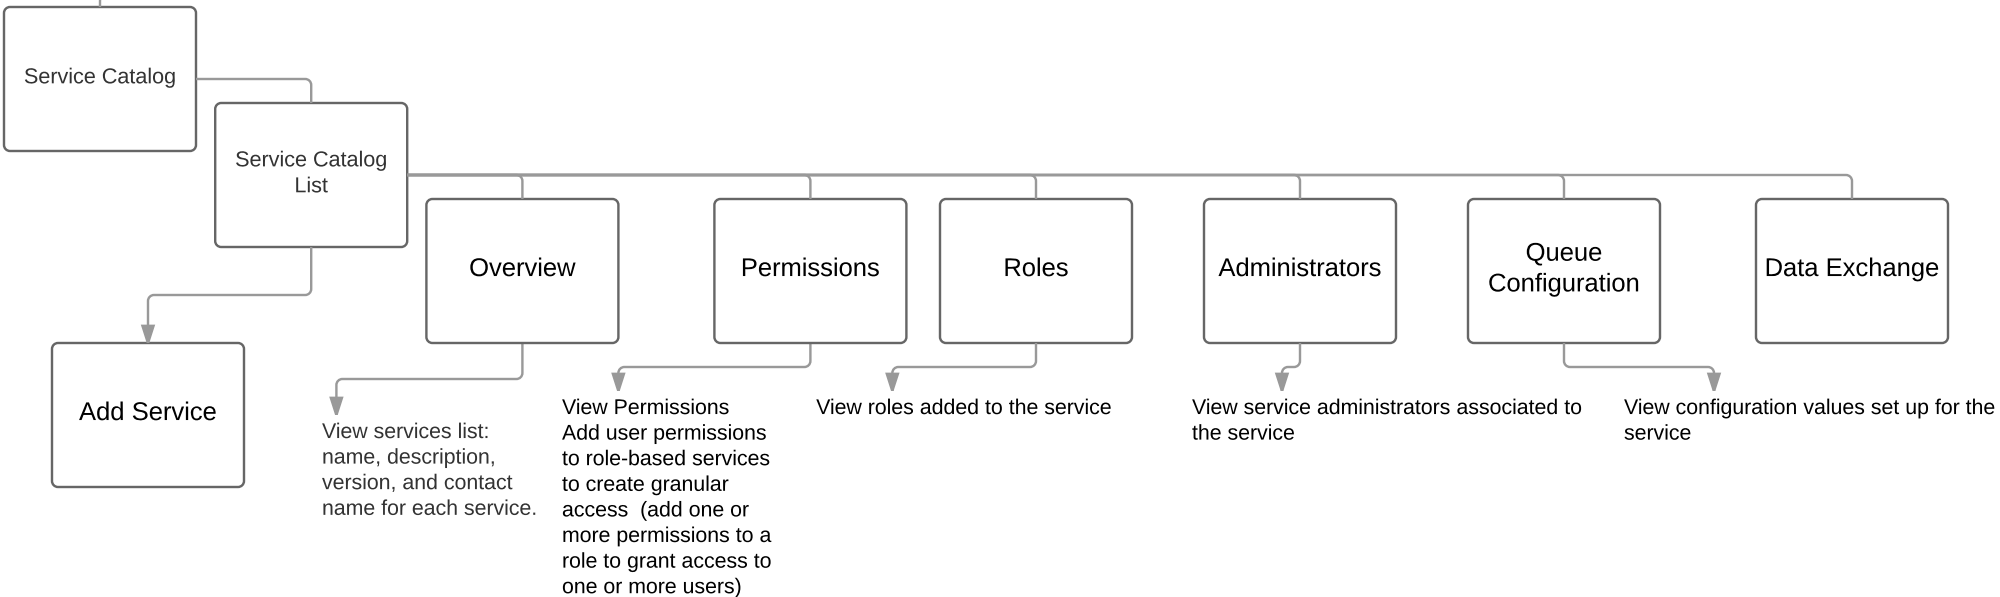 Service Catalog
Service Catalog
List
Overview
Permissions
Roles
Administrators
Queue
Configuration
Data Exchange
Add Service
View services list:
name, description,
version, and contact
name for each service.
View Permissions
Add user permissions
to role-based services
to create granular
access  (add one or
more permissions to a
role to grant access to
one or more users)
View roles added to the service
View service administrators associated to
the service
View configuration values set up for the
service